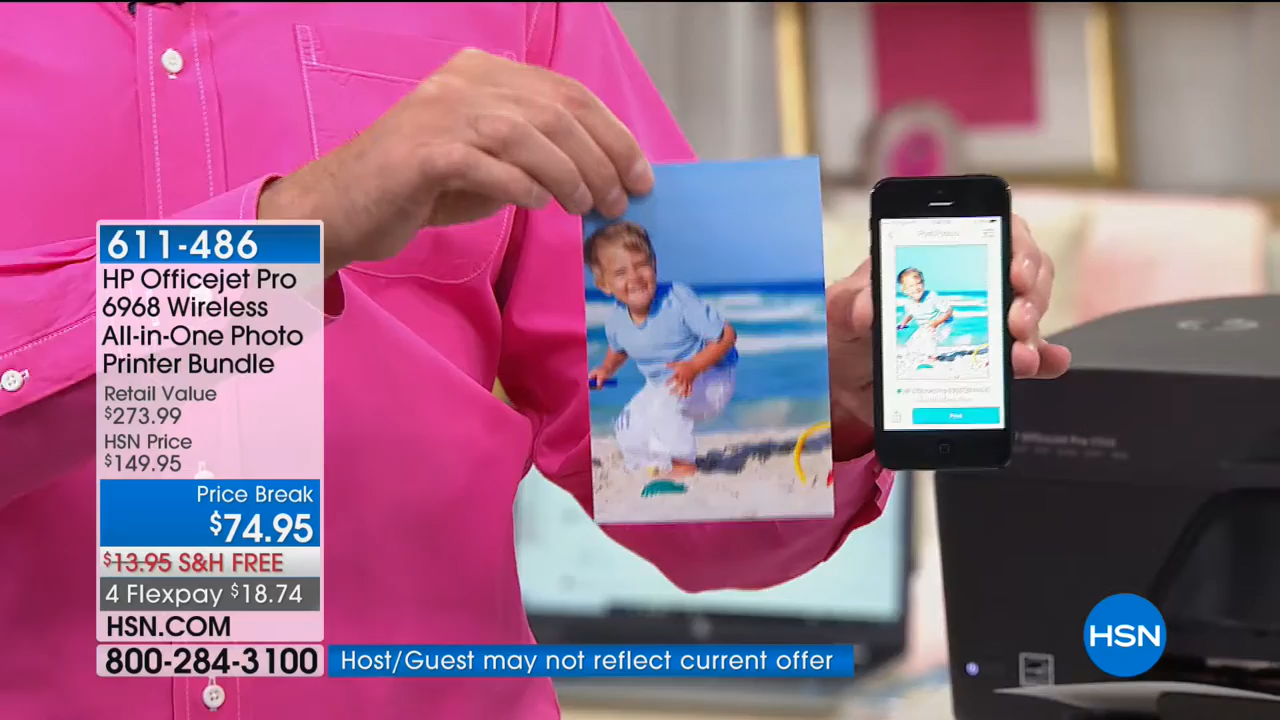 611-486
HP Officejet Pro
6968 Wireless
All-in-One Photo
Printer Bundle
Retail Value
$273.99
HSN Price
$149.95
Price Break
$74.95
$13.95 S&H FREE
4 Flexpay $18.74
HSN.COM
800-284-3100
Host/Guest may not reflect current offer
Print
HSN